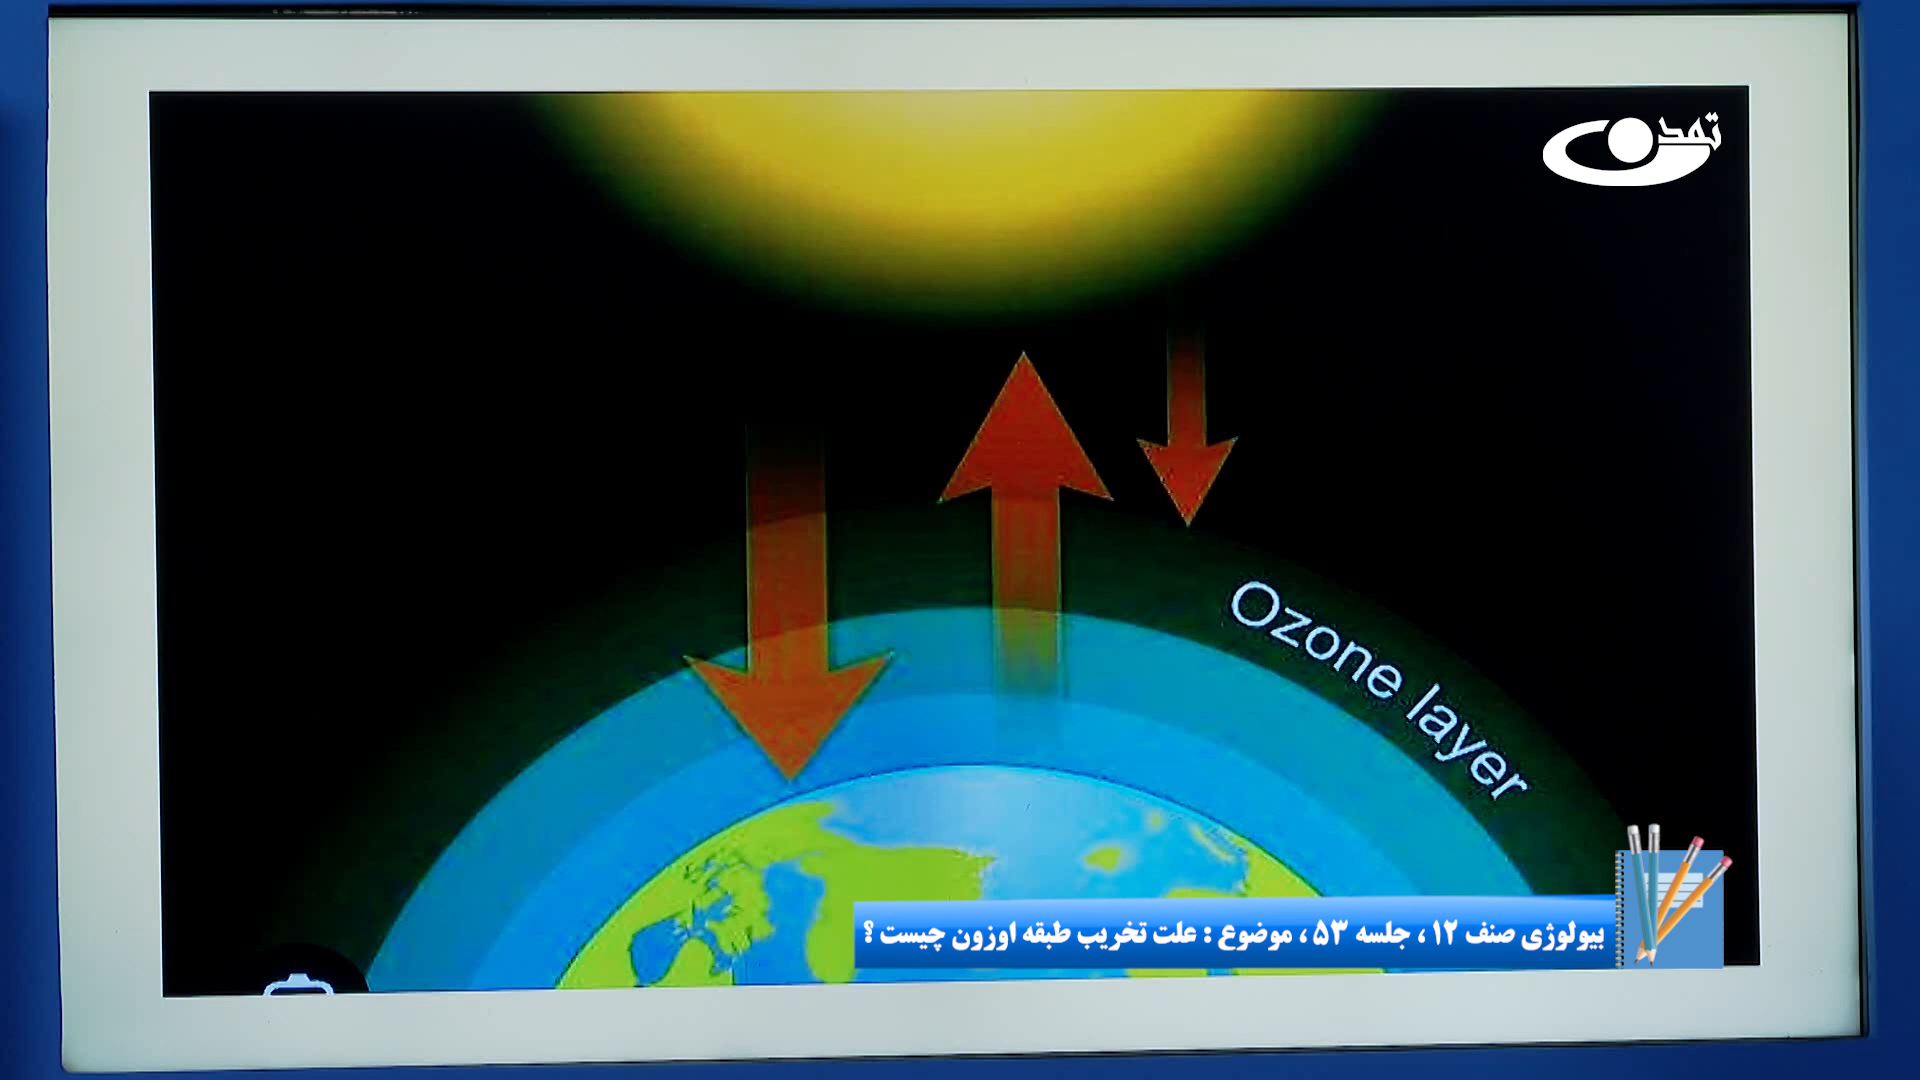 تمدن
Ozone layer
بیولوژی صنف ۱۲ ، جلسه ۵۳ ، موضوع : علت تخریب طبقه اوزون چیست ؟